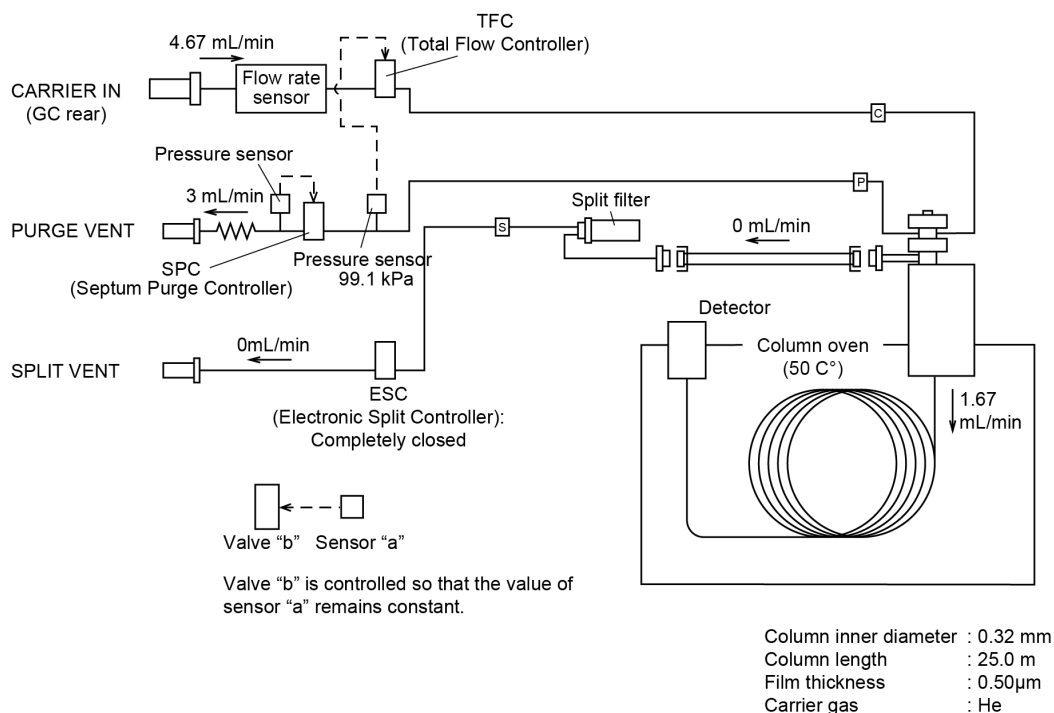 TFC
(Total Flow Controller)
4.67 mL/min
Flow rate
sensor
CARRIER IN
(GC rear)
C
Pressure sensor
3 mL/min
P
Split filter
S
0 mL/min
PURGE VENT
SPC
(Septum Purge Controller)
Pressure sensor
99.1 kPa
Detector
0mL/min
SPLIT VENT
Column oven
(50 C°)
ESC
(Electronic Split Controller):
Completely closed
1.67
mL/min
Valve “b” Sensor “a”
Valve “b” is controlled so that the value of
sensor “a” remains constant.
Column inner diameter : 0.32 mm
Column length : 25.0 m
Film thickness : 0.50µm
Carrier gas : He